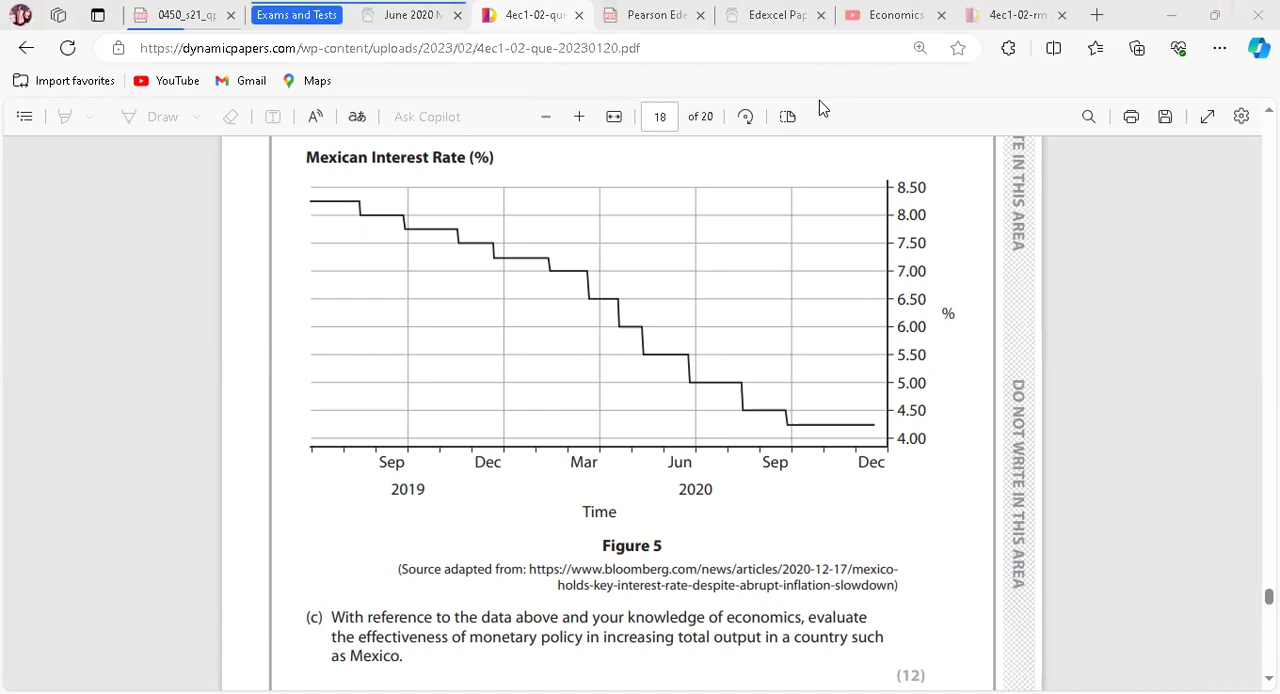 0450_s21_qp
Exams and Tests
June 2020
4ec1-02-que
Pearson Ede
Edexcel Pap
Economics
4ec1-02-rm
https://dynamicpapers.com/wp-content/uploads/2023/02/4ec1-02-que-20230120.pdf
Import favorites YouTube Gmail Maps
Draw Ask Copilot 18 of 20
Mexican Interest Rate (%)
8.50
8.00
7.50
7.00
6.50
6.00
5.50
5.00
4.50
4.00
%
Sep Dec Mar Jun Sep Dec
2019 2020
Time
Figure 5
(Source adapted from: https://www.bloomberg.com/news/articles/2020-12-17/mexico-
holds-key-interest-rate-despite-abrupt-inflation-slowdown)
(c) With reference to the data above and your knowledge of economics, evaluate
the effectiveness of monetary policy in increasing total output in a country such
as Mexico.
(12)
TE IN THIS AREA
DO NOT WRITE IN THIS AREA